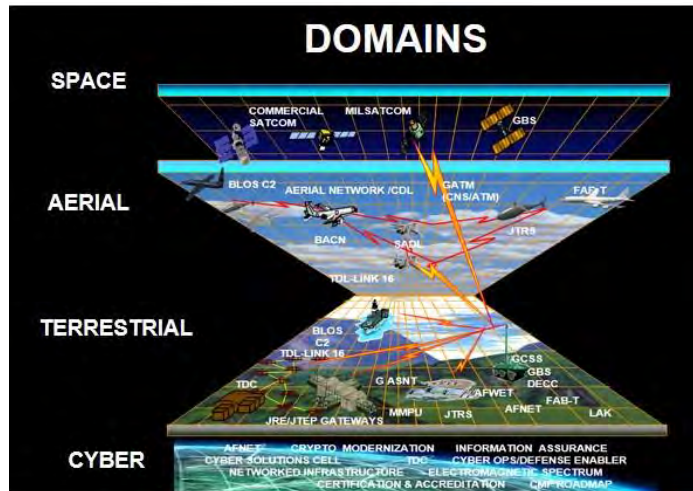 DOMAINS
SPACE
COMMERCIAL
SATCOM
MILSATCOM
GBS
AERIAL
BLOS C2
AERIAL NETWORK /CDL
GATM
(CNS/ATM)
FAB-T
BACN
SADL
JTRS
TDL-LINK 16
TERRESTRIAL
BLOS
C2
TDL-LINK 16
TDC
G ASNT
AFWET
GCSS
GBS
DECC
JRE/JTEP GATEWAYS
MMPU
JTRS
AFNET
FAB-T
LAK
CYBER
AFNET CRYPTO MODERNIZATION INFORMATION ASSURANCE
CYBER SOLUTIONS CELL TDC CYBER OPS/DEFENSE ENABLER
NETWORKED INFRASTRUCTURE ELECTROMAGNETIC SPECTRUM
CERTIFICATION & ACCREDITATION CMP ROADMAP